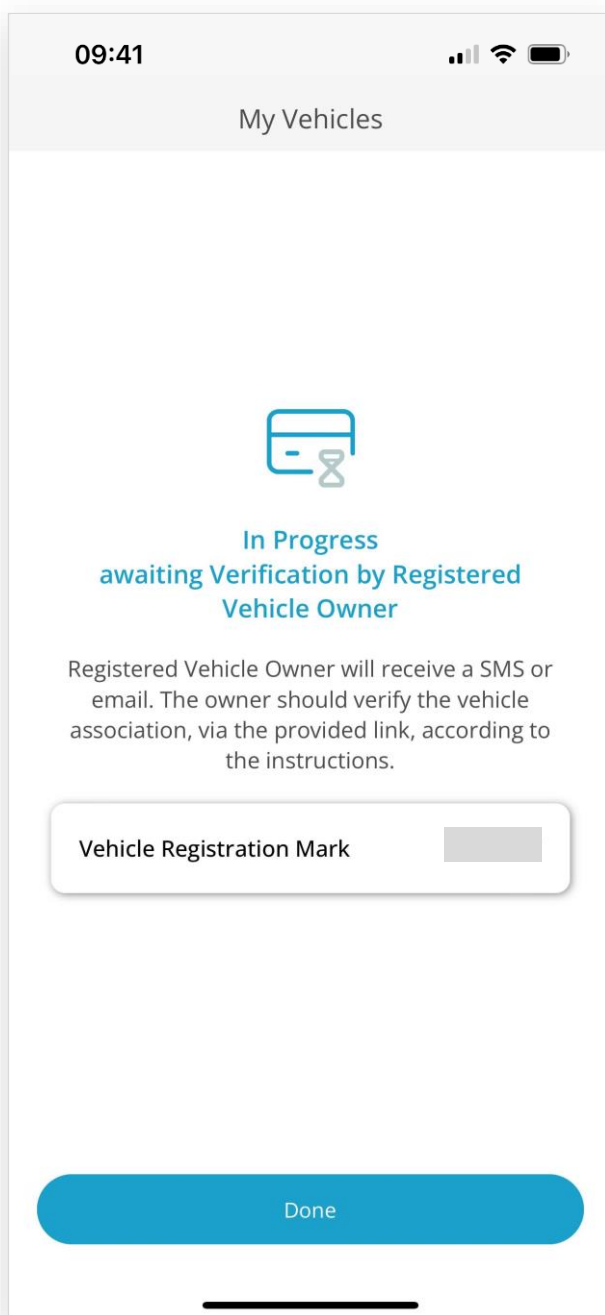 09:41
My Vehicles
In Progress
awaiting Verification by Registered
Vehicle Owner
Registered Vehicle Owner will receive a SMS or
email. The owner should verify the vehicle
association, via the provided link, according to
the instructions.
Vehicle Registration Mark
Done